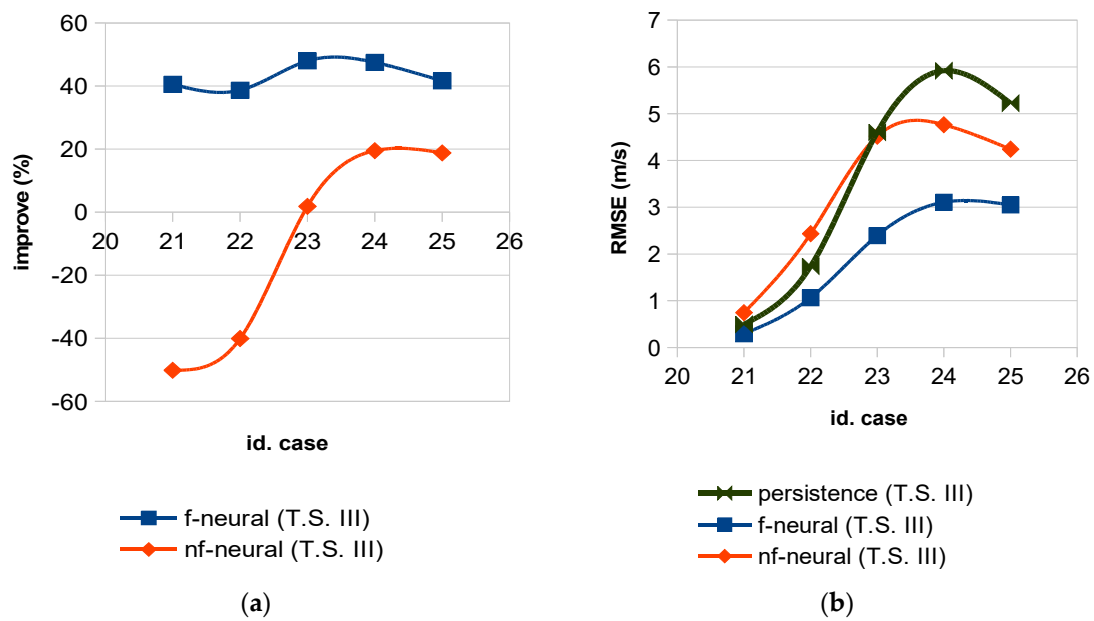 60
40
20
0
-20
-40
-60
20 21 22 23 24 25 26
improve (%)
id. case
f-neural (T.S. III)
nf-neural (T.S. III)
(a)
7
6
5
4
3
2
1
0
20 21 22 23 24 25 26
RMSE (m/s)
id. case
persistence (T.S. III)
f-neural (T.S. III)
nf-neural (T.S. III)
(b)